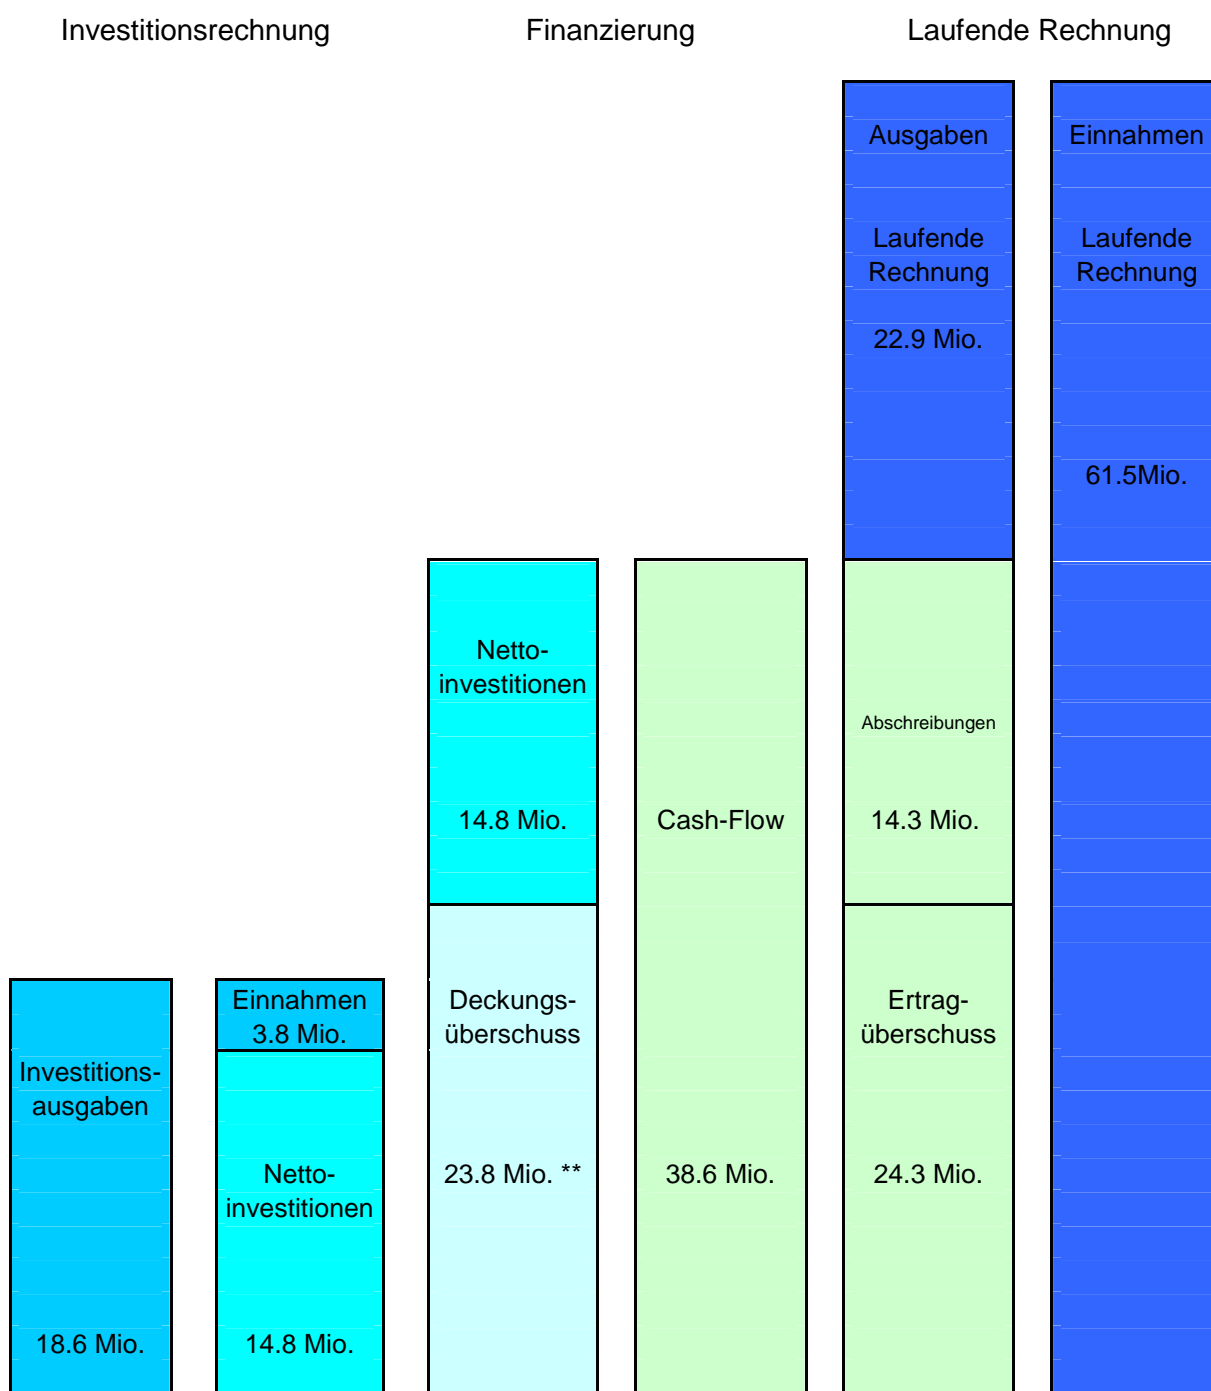 Investitionsrechnung
Finanzierung
Laufende Rechnung
Investitions-
ausgaben
18.6 Mio.
Einnahmen
3.8 Mio.
Netto-
investitionen
14.8 Mio.
Netto-
investitionen
14.8 Mio.
Deckungs-
überschuss
23.8 Mio. **
Cash-Flow
38.6 Mio.
Ausgaben
Laufende
Rechnung
22.9 Mio.
Abschreibungen
14.3 Mio.
Ertrag-
überschuss
24.3 Mio.
Einnahmen
Laufende
Rechnung
61.5Mio.